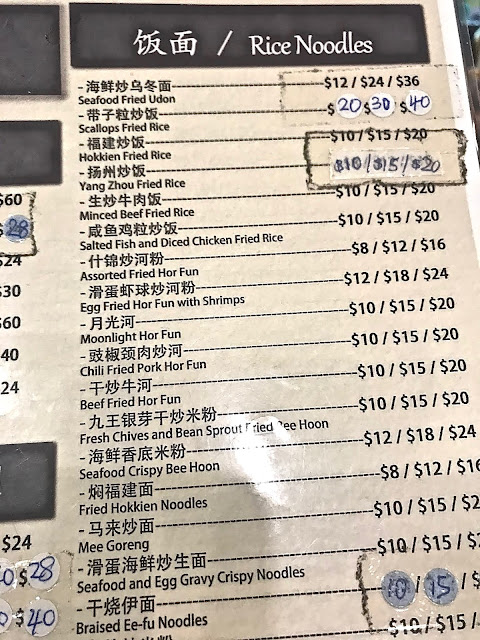 饭面 / Rice Noodles
- 海鲜炒乌冬面 $12 / $24 / $36
Seafood Fried Udon
- 带子粒炒饭 $ 20 $30 $40
Scallops Fried Rice
- 福建炒饭 $10 / $15 / $20
Hokkien Fried Rice
- 扬州炒饭 $10 / $15 / $20
Yang Zhou Fried Rice
- 生炒牛肉饭 $10 / $15 / $20
Minced Beef Fried Rice
- 咸鱼鸡粒炒饭 $10 / $15 / $20
Salted Fish and Diced Chicken Fried Rice
- 什锦炒河粉 $8 / $12 / $16
Assorted Fried Hor Fun
- 滑蛋虾球炒河粉 $12 / $18 / $24
Egg Fried Hor Fun with Shrimps
- 月光河 $10 / $15 / $20
Moonlight Hor Fun
- 豉椒颈肉炒河 $10 / $15 / $20
Chili Fried Pork Hor Fun
- 干炒牛河 $10 / $15 / $20
Beef Fried Hor Fun
- 九王银芽干炒米粉 $10 / $15 / $20
Fresh Chives and Bean Sprout Fried Bee Hoon
- 海鲜香底米粉 $12 / $18 / $24
Seafood Crispy Bee Hoon
- 焖福建面 $8 / $12 / $16
Fried Hokkien Noodles
- 马来炒面 $10 / $15 / $2
Mee Goreng
- 滑蛋海鲜炒生面 $10 / $15 / $2
Seafood and Egg Gravy Crispy Noodles
- 干烧伊面 10 / 15 / $
Braised Ee-fu Noodles
$10 / $15 /
$60
28
$24
$30
$60
40
24
$24
0 $28
0 $40